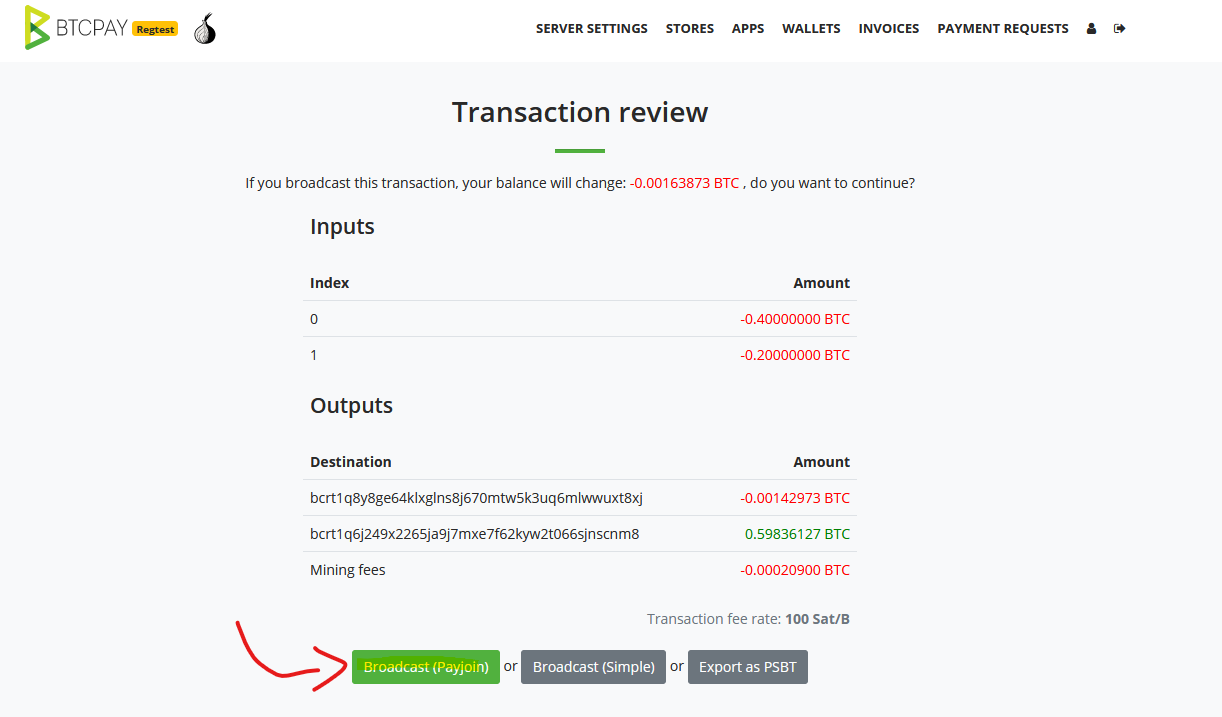 BTCPAY Regtest SERVER SETTINGS STORES APPS WALLETS INVOICES PAYMENT REQUESTS
Transaction review
If you broadcast this transaction, your balance will change: -0.00163873 BTC , do you want to continue?
Inputs
Index Amount
0 -0.40000000 BTC
1 -0.20000000 BTC
Outputs
Destination Amount
bcrt1q8y8ge64klxglns8j670mtw5k3uq6mlwwuxt8xj -0.00142973 BTC
bcrt1q6j249x2265ja9j7mxe7f62kyw2t066sjnscnm8 0.59836127 BTC
Mining fees -0.00020900 BTC
Transaction fee rate: 100 Sat/B
Broadcast (Payjoin) or Broadcast (Simple) or Export as PSBT